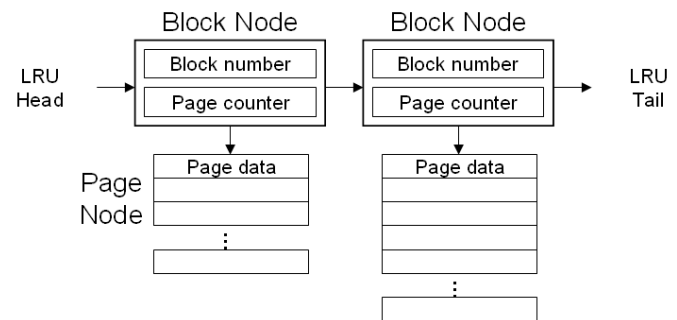 Block Node
Block Node
LRU
Head
Block number
Page counter
Block number
Page counter
LRU
Tail
Page
Node
Page data
Page data